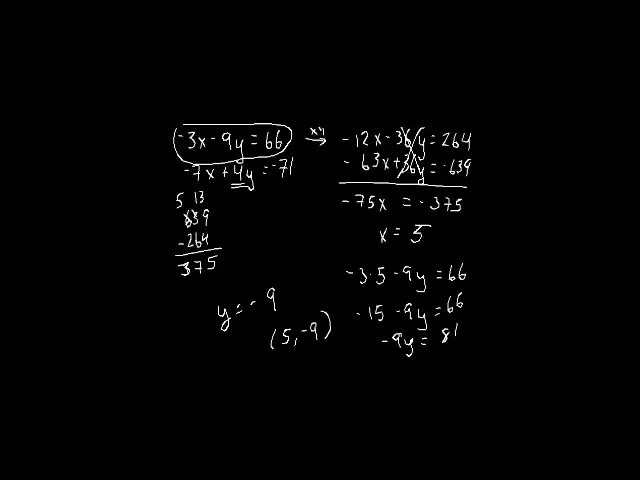 -3x - 9y = 66
-7x + 4y = -71
5 13
639
-264
375
x4
-12x - 36y = 264
-63x + 36y = -639
-75x = -375
x = 5
-3·5 - 9y = 66
-15 - 9y = 66
-9y = 81
y = -9
(5, -9)